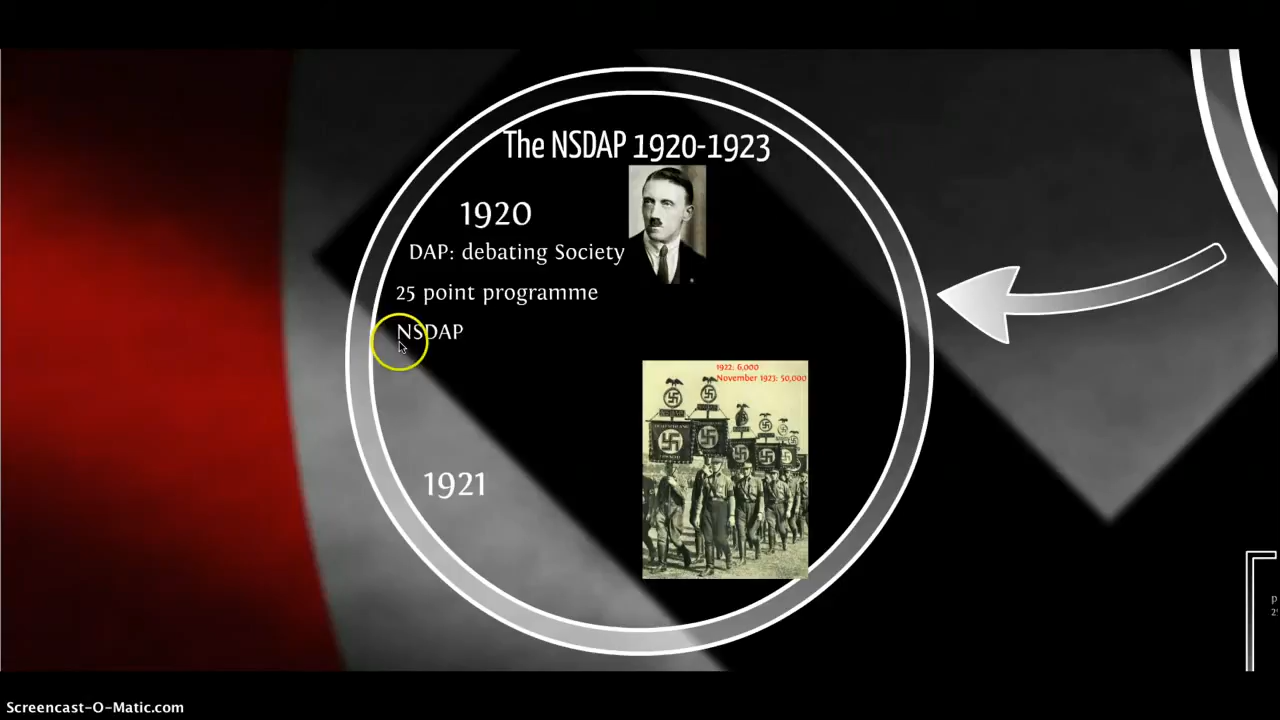 The NSDAP 1920-1923
1920
DAP: debating Society
25 point programme
NSDAP
1922: 6,000
November 1923: 50,000
1921
Screencast-O-Matic.com